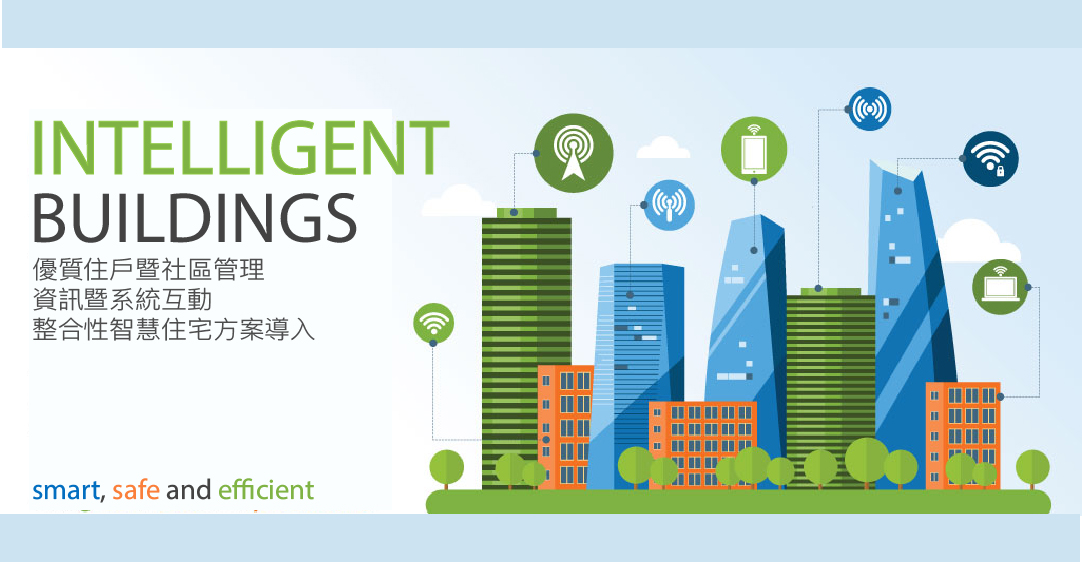 INTELLIGENT
BUILDINGS
優質住戶暨社區管理
資訊暨系統互動
整合性智慧住宅方案導入
smart, safe and efficient